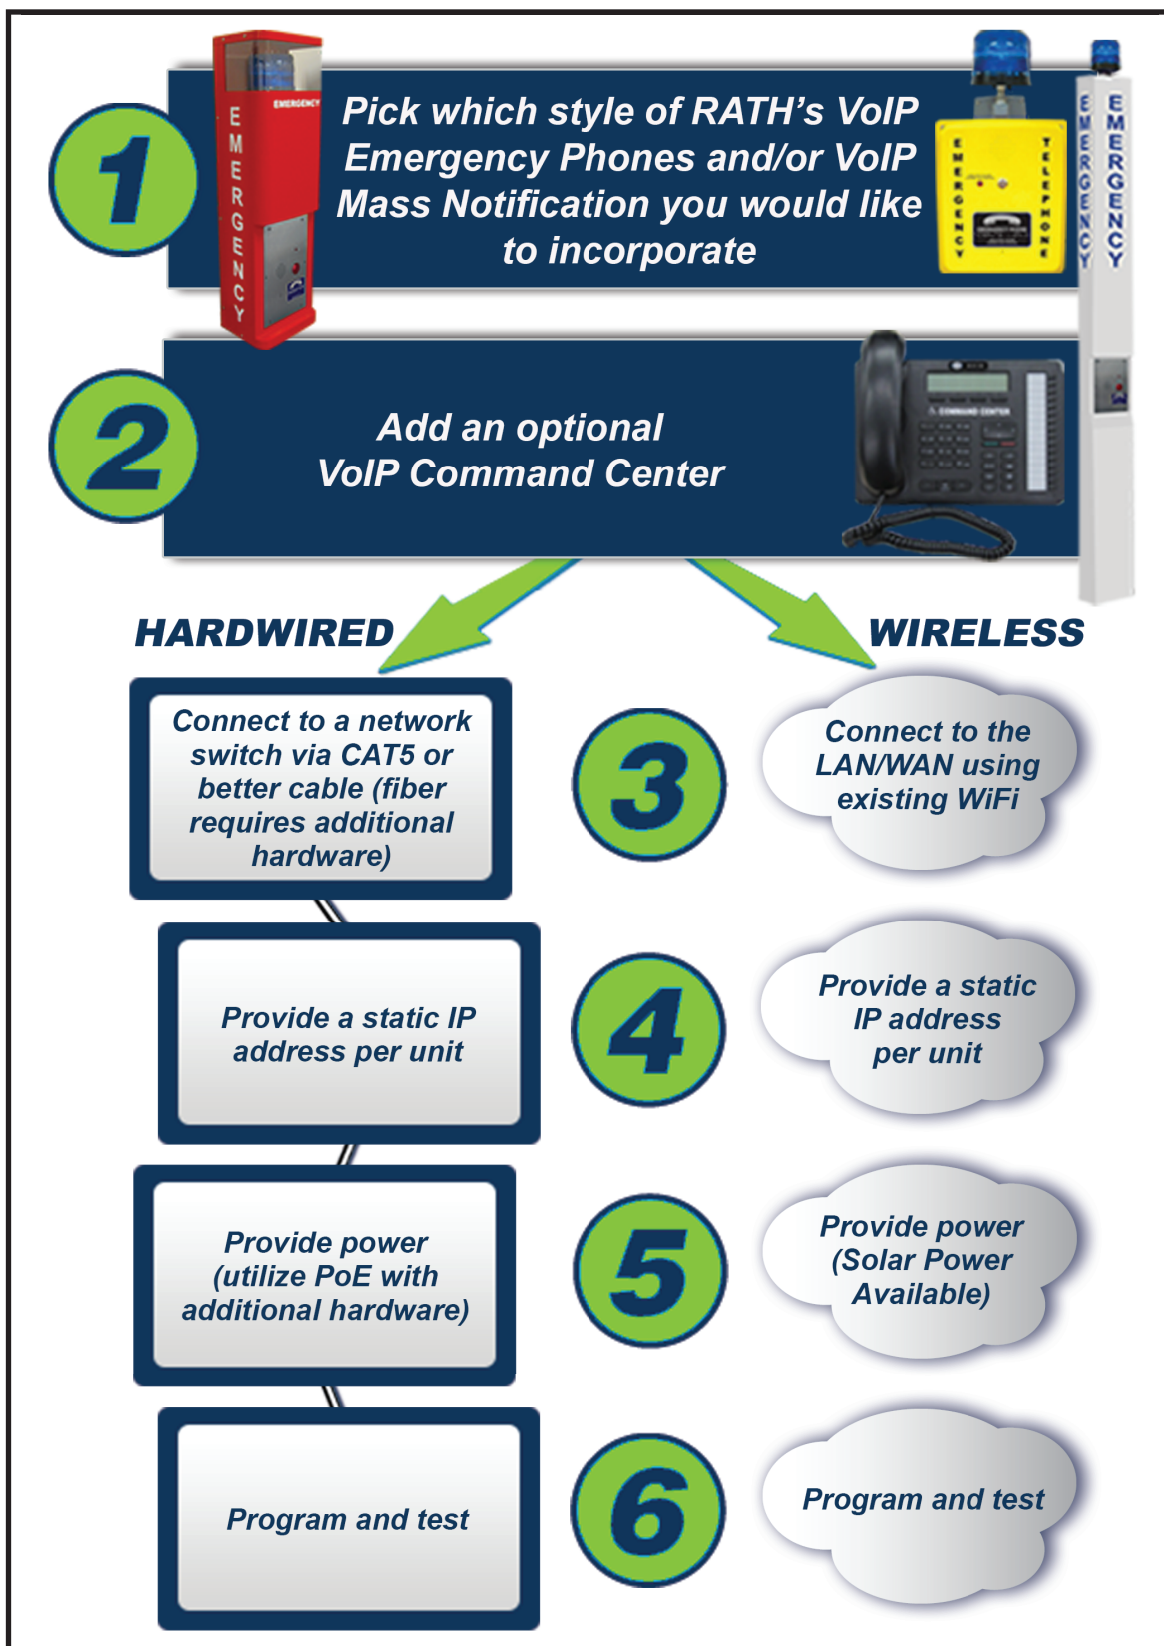 1
Pick which style of RATH's VoIP
Emergency Phones and/or VoIP
Mass Notification you would like
to incorporate
EMERGENCY
EMERGENCY
EMERGENCY
TELEPHONE
EMERGENCY
EMERGENCY
2
Add an optional
VoIP Command Center
COMMAND CENTER
HARDWIRED
WIRELESS
Connect to a network
switch via CAT5 or
better cable (fiber
requires additional
hardware)
3
Connect to the
LAN/WAN using
existing WiFi
Provide a static IP
address per unit
4
Provide a static
IP address
per unit
Provide power
(utilize PoE with
additional hardware)
5
Provide power
(Solar Power
Available)
Program and test
6
Program and test